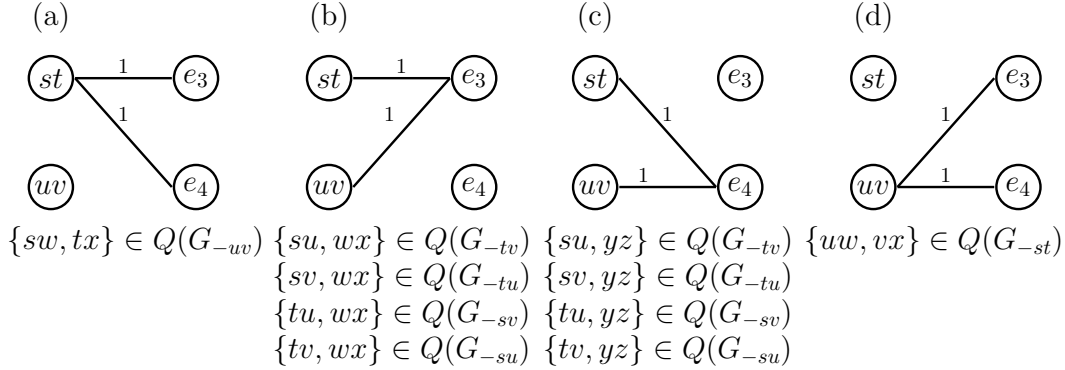 (a) (b) (c) (d)
st 1 e₃ st 1 e₃ st e₃ st e₃
1 1 1 1
uv e₄ uv e₄ uv 1 e₄ uv 1 e₄
{sw, tx} ∈ Q(G₋ᵤᵥ) {su, wx} ∈ Q(G₋ₜᵥ) {su, yz} ∈ Q(G₋ₜᵥ) {uw, vx} ∈ Q(G₋ₛₜ)
{sv, wx} ∈ Q(G₋ₜᵤ) {sv, yz} ∈ Q(G₋ₜᵤ)
{tu, wx} ∈ Q(G₋ₛᵥ) {tu, yz} ∈ Q(G₋ₛᵥ)
{tv, wx} ∈ Q(G₋ₛᵤ) {tv, yz} ∈ Q(G₋ₛᵤ)